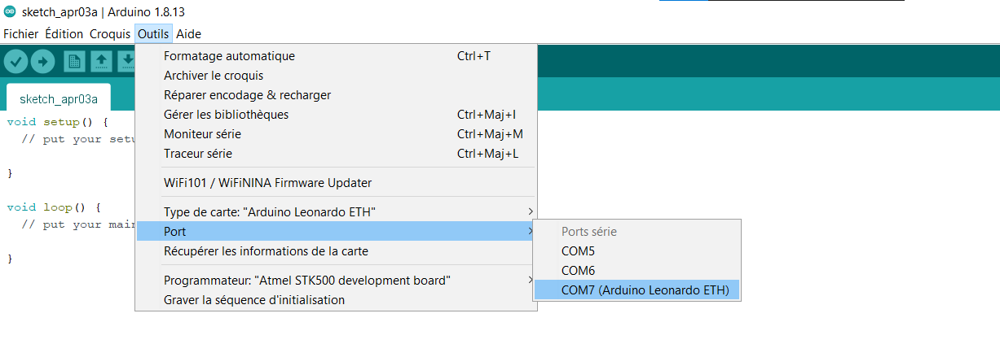 sketch_apr03a | Arduino 1.8.13
Fichier Édition Croquis Outils Aide
Formatage automatique Ctrl+T
Archiver le croquis
Réparer encodage & recharger
Gérer les bibliothèques Ctrl+Maj+I
Moniteur série Ctrl+Maj+M
Traceur série Ctrl+Maj+L
WiFi101 / WiFiNINA Firmware Updater
Type de carte: "Arduino Leonardo ETH"
Port
Récupérer les informations de la carte
Programmateur: "Atmel STK500 development board"
Graver la séquence d'initialisation
Ports série
COM5
COM6
COM7 (Arduino Leonardo ETH)
sketch_apr03a
void setup() {
// put your setu
}
void loop() {
// put your main
}